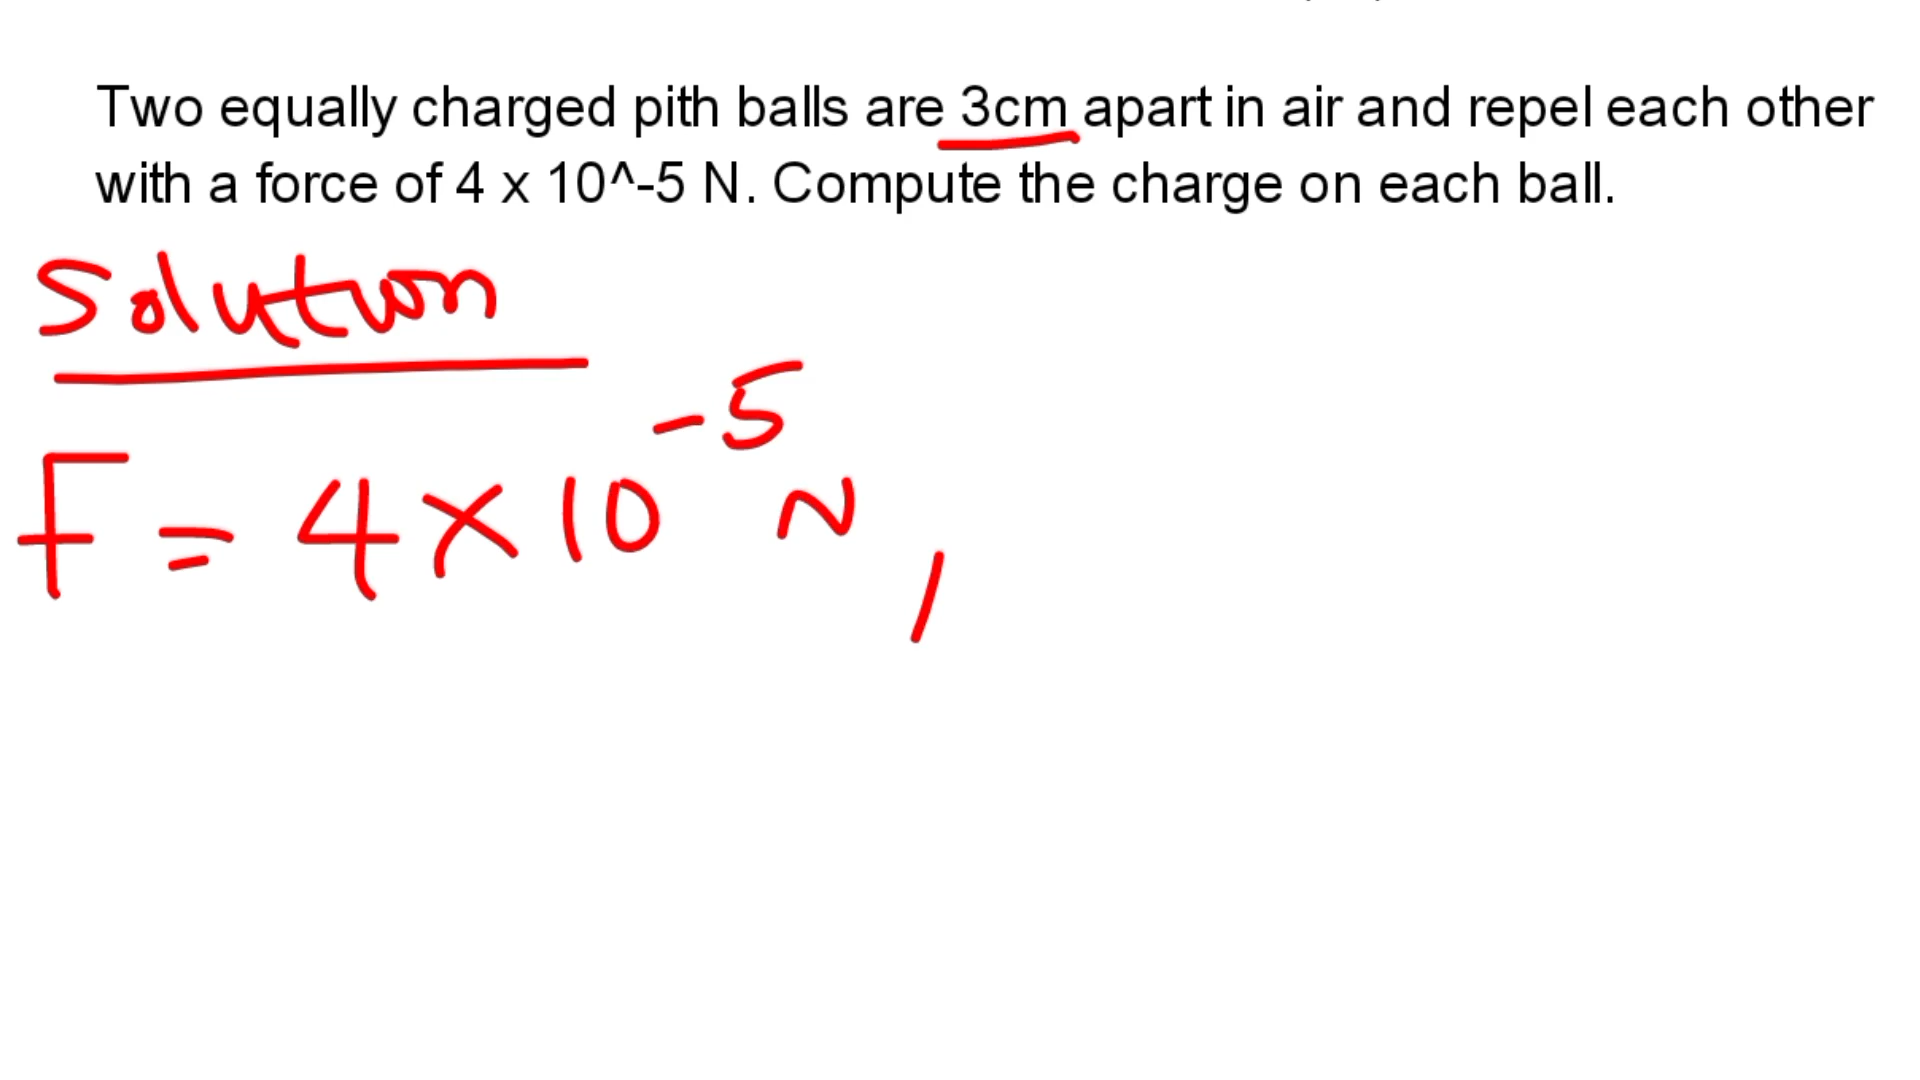 Two equally charged pith balls are 3cm apart in air and repel each other
with a force of 4 x 10^-5 N. Compute the charge on each ball.
Solution
F = 4 × 10⁻⁵ N,